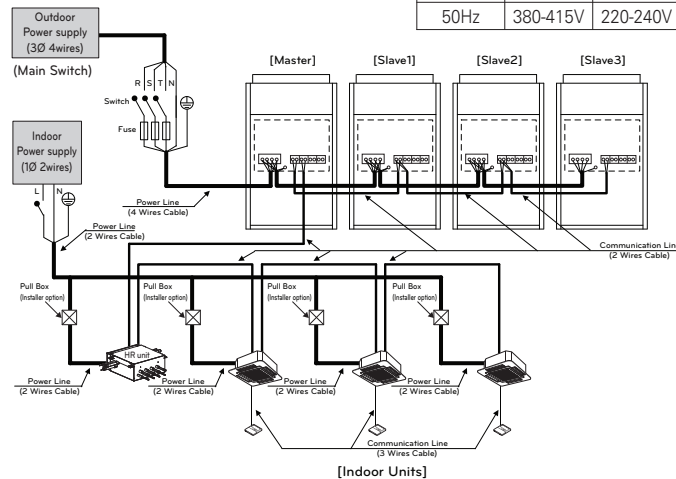 50Hz 380-415V 220-240V
Outdoor
Power supply
(3Ø 4wires)
(Main Switch)
R S T N
Switch
Fuse
[Master] [Slave1] [Slave2] [Slave3]
Indoor
Power supply
(1Ø 2wires)
L N
Power Line
(4 Wires Cable)
Power Line
(2 Wires Cable)
Communication Line
(2 Wires Cable)
Pull Box
(Installer option)
Pull Box
(Installer option)
Pull Box
(Installer option)
Pull Box
(Installer option)
HR unit
Power Line
(2 Wires Cable)
Power Line
(2 Wires Cable)
Power Line
(2 Wires Cable)
Power Line
(2 Wires Cable)
Communication Line
(3 Wires Cable)
[Indoor Units]